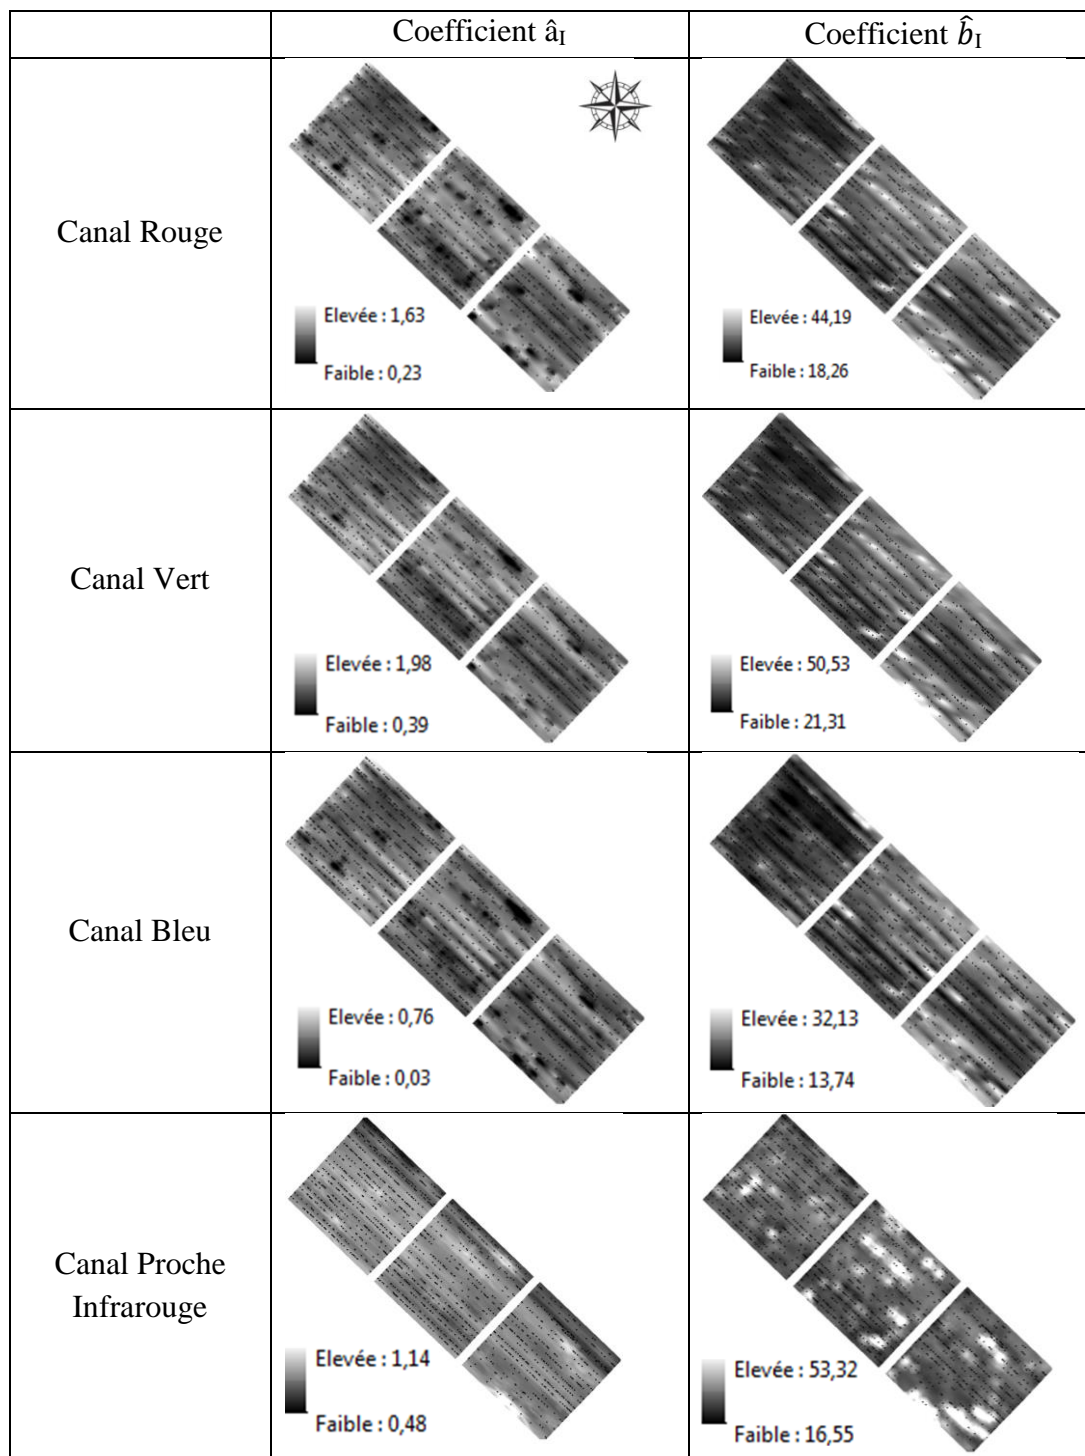 Coefficient âI
Coefficient b̂I
Canal Rouge
Elevée : 1,63
Faible : 0,23
Elevée : 44,19
Faible : 18,26
Canal Vert
Elevée : 1,98
Faible : 0,39
Elevée : 50,53
Faible : 21,31
Canal Bleu
Elevée : 0,76
Faible : 0,03
Elevée : 32,13
Faible : 13,74
Canal Proche
Infrarouge
Elevée : 1,14
Faible : 0,48
Elevée : 53,32
Faible : 16,55